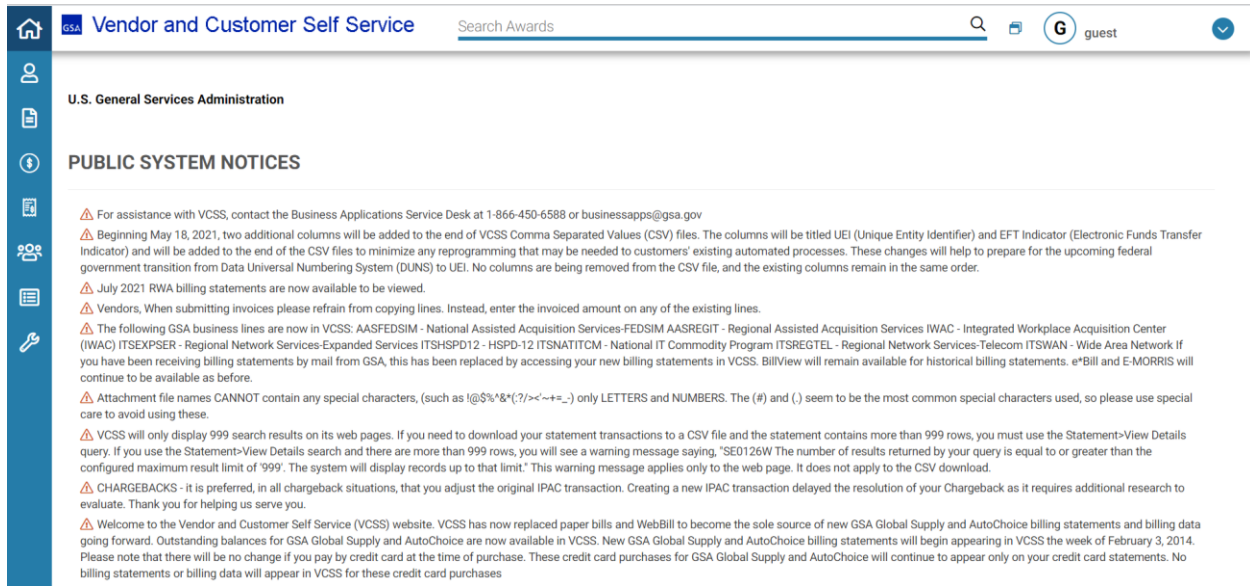 GSA Vendor and Customer Self Service Search Awards G guest
U.S. General Services Administration
PUBLIC SYSTEM NOTICES
For assistance with VCSS, contact the Business Applications Service Desk at 1-866-450-6588 or businessapps@gsa.gov
Beginning May 18, 2021, two additional columns will be added to the end of VCSS Comma Separated Values (CSV) files. The columns will be titled UEI (Unique Entity Identifier) and EFT Indicator (Electronic Funds Transfer
Indicator) and will be added to the end of the CSV files to minimize any reprogramming that may be needed to customers' existing automated processes. These changes will help to prepare for the upcoming federal
government transition from Data Universal Numbering System (DUNS) to UEI. No columns are being removed from the CSV file, and the existing columns remain in the same order.
July 2021 RWA billing statements are now available to be viewed.
Vendors, When submitting invoices please refrain from copying lines. Instead, enter the invoiced amount on any of the existing lines.
The following GSA business lines are now in VCSS: AASFEDSIM - National Assisted Acquisition Services-FEDSIM AASREGIT - Regional Assisted Acquisition Services IWAC - Integrated Workplace Acquisition Center
(IWAC) ITSEXPSER - Regional Network Services-Expanded Services ITSHSPD12 - HSPD-12 ITSNATITCM - National IT Commodity Program ITSREGTEL - Regional Network Services-Telecom ITSWAN - Wide Area Network If
you have been receiving billing statements by mail from GSA, this has been replaced by accessing your new billing statements in VCSS. BillView will remain available for historical billing statements. e*Bill and E-MORRIS will
continue to be available as before.
Attachment file names CANNOT contain any special characters, (such as !@$%^&*(:?/><'~+=_-) only LETTERS and NUMBERS. The (#) and (.) seem to be the most common special characters used, so please use special
care to avoid using these.
VCSS will only display 999 search results on its web pages. If you need to download your statement transactions to a CSV file and the statement contains more than 999 rows, you must use the Statement>View Details
query. If you use the Statement>View Details search and there are more than 999 rows, you will see a warning message saying, "SE0126W The number of results returned by your query is equal to or greater than the
configured maximum result limit of '999'. The system will display records up to that limit." This warning message applies only to the web page. It does not apply to the CSV download.
CHARGEBACKS - it is preferred, in all chargeback situations, that you adjust the original IPAC transaction. Creating a new IPAC transaction delayed the resolution of your Chargeback as it requires additional research to
evaluate. Thank you for helping us serve you.
Welcome to the Vendor and Customer Self Service (VCSS) website. VCSS has now replaced paper bills and WebBill to become the sole source of new GSA Global Supply and AutoChoice billing statements and billing data
going forward. Outstanding balances for GSA Global Supply and AutoChoice are now available in VCSS. New GSA Global Supply and AutoChoice billing statements will begin appearing in VCSS the week of February 3, 2014.
Please note that there will be no change if you pay by credit card at the time of purchase. These credit card purchases for GSA Global Supply and AutoChoice will continue to appear only on your credit card statements. No
billing statements or billing data will appear in VCSS for these credit card purchases